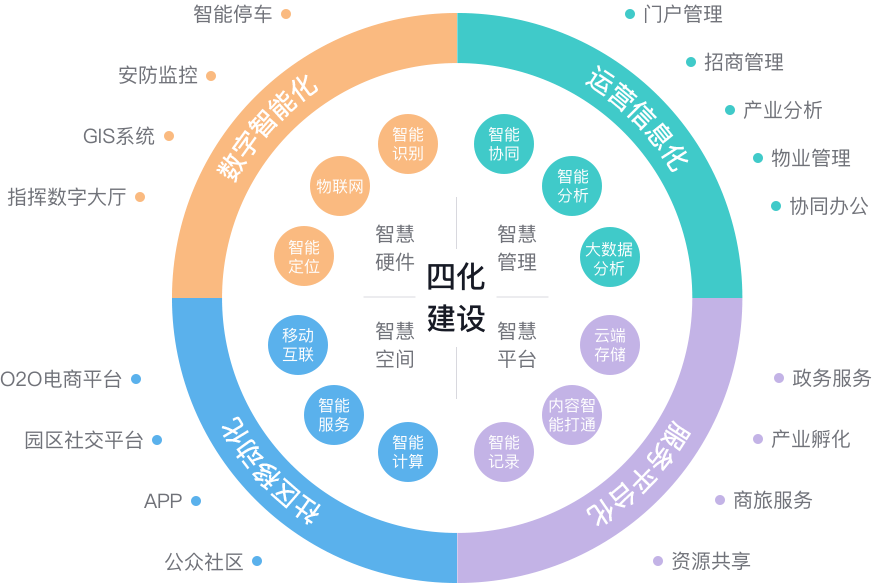 智能停车
安防监控
GIS系统
指挥数字大厅
数字智能化
智能
识别
物联网
智能
定位
智慧
硬件
门户管理
招商管理
产业分析
物业管理
协同办公
运营信息化
智能
协同
智能
分析
大数据
分析
智慧
管理
四化
建设
智慧
空间
移动
互联
智能
服务
智能
计算
社区移动化
O2O电商平台
园区社交平台
APP
公众社区
智慧
平台
云端
存储
内容智
能打通
智能
记录
服务平台化
政务服务
产业孵化
商旅服务
资源共享